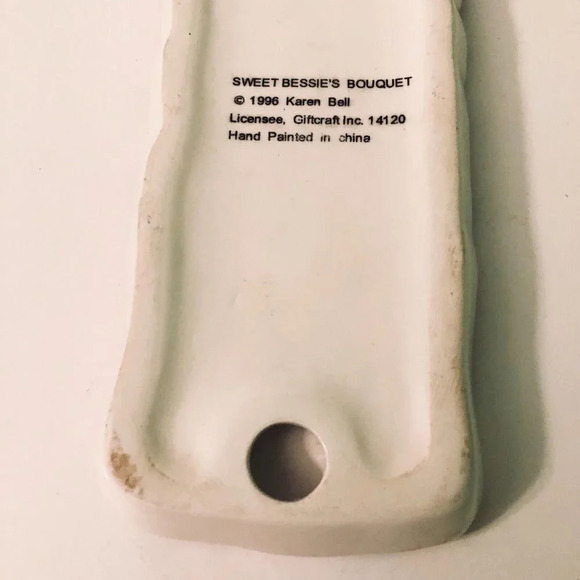 SWEET BESSIE'S BOUQUET
© 1996 Karen Bell
Licensee, Giftcraft Inc. 14120
Hand Painted in china